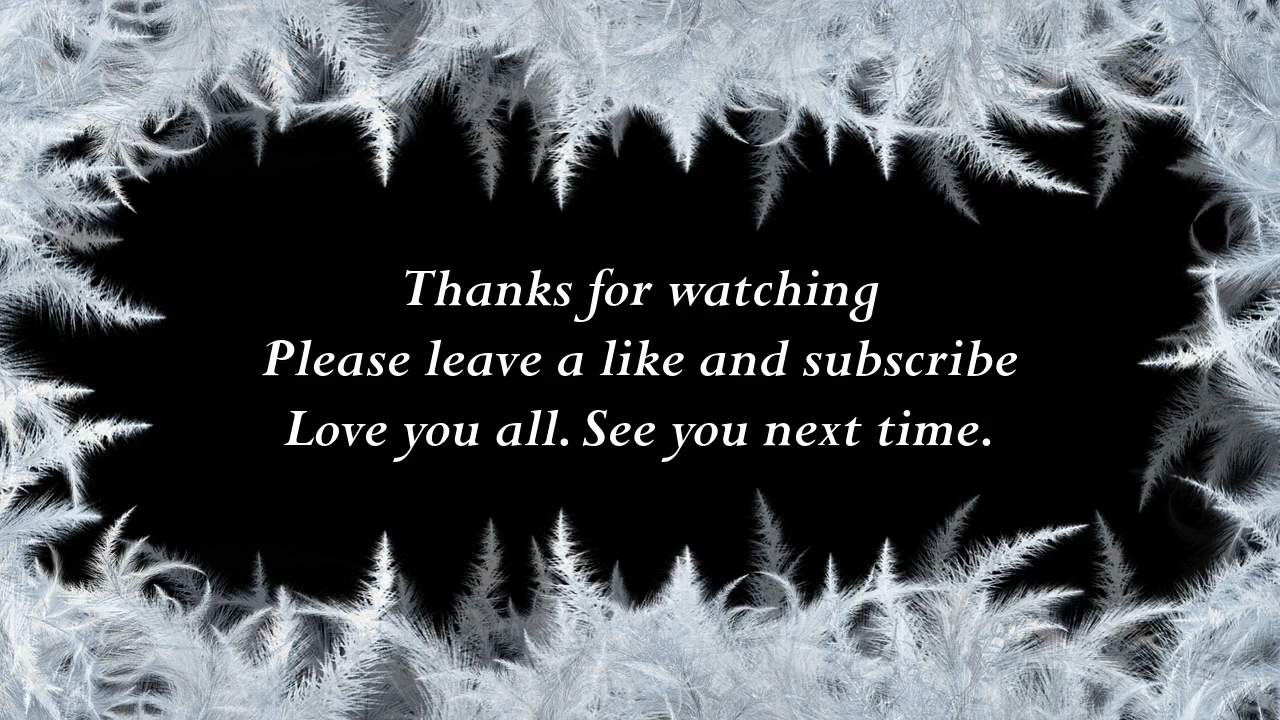 Thanks for watching
Please leave a like and subscribe
Love you all. See you next time.